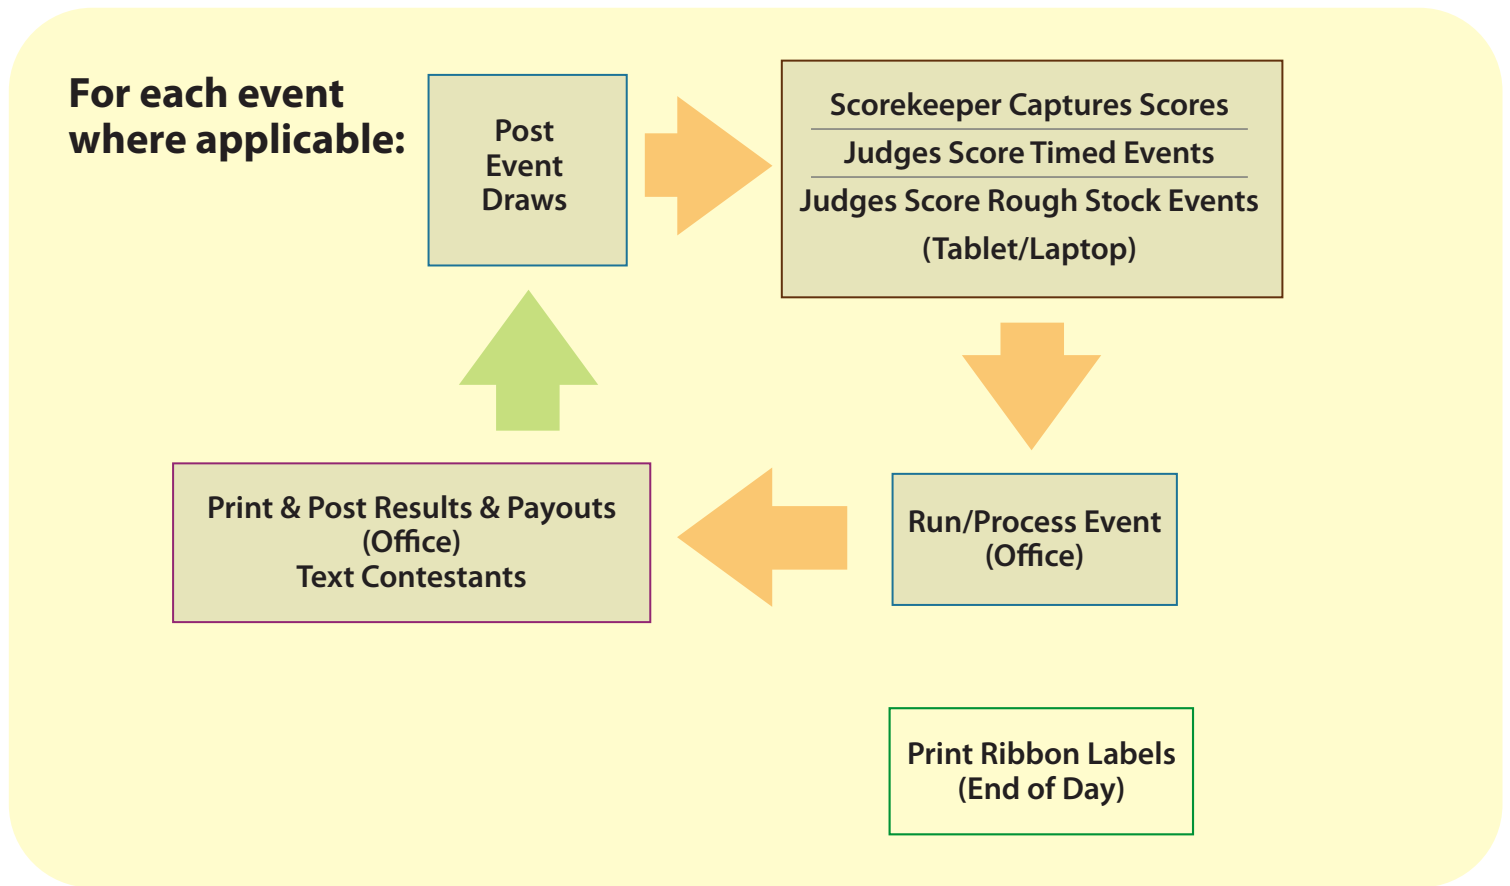 For each event
where applicable:
Post
Event
Draws
Scorekeeper Captures Scores
Judges Score Timed Events
Judges Score Rough Stock Events
(Tablet/Laptop)
Run/Process Event
(Office)
Print & Post Results & Payouts
(Office)
Text Contestants
Print Ribbon Labels
(End of Day)